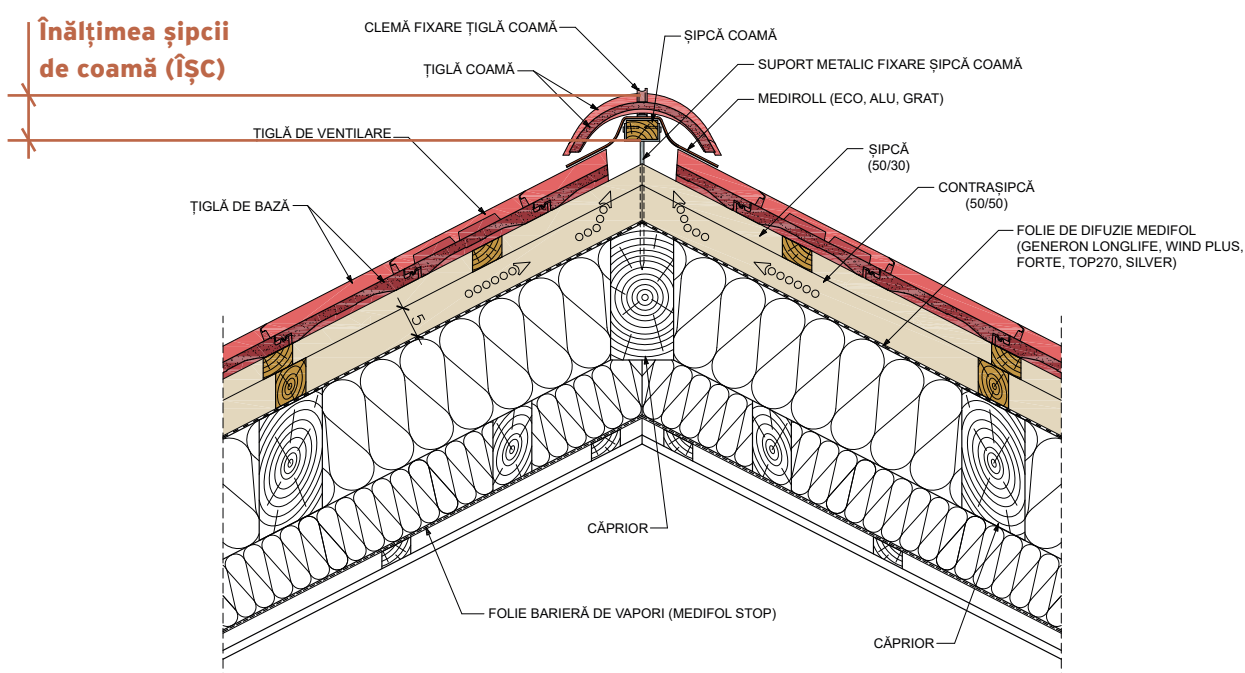 Înălțimea șipcii
de coamă (ÎȘC)
CLEMĂ FIXARE ȚIGLĂ COAMĂ
ȘIPCĂ COAMĂ
ȚIGLĂ COAMĂ
SUPORT METALIC FIXARE ȘIPCĂ COAMĂ
MEDIROLL (ECO, ALU, GRAT)
TIGLĂ DE VENTILARE
ȘIPCĂ
(50/30)
CONTRAȘIPCĂ
(50/50)
ȚIGLĂ DE BAZĂ
FOLIE DE DIFUZIE MEDIFOL
(GENERON LONGLIFE, WIND PLUS,
FORTE, TOP270, SILVER)
5
CĂPRIOR
FOLIE BARIERĂ DE VAPORI (MEDIFOL STOP)
CĂPRIOR